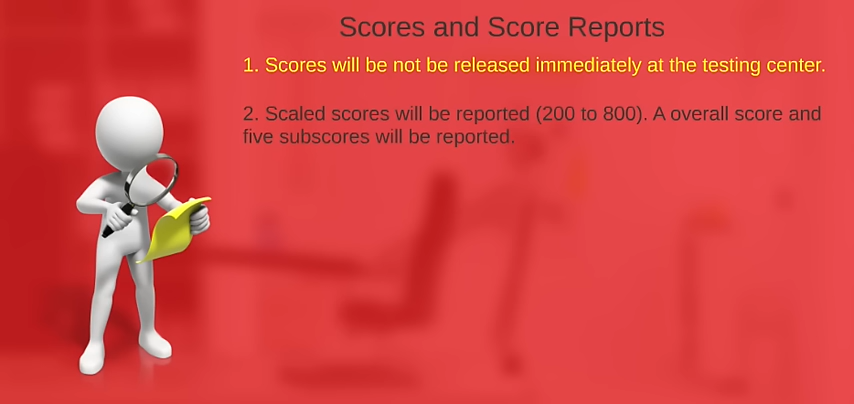 Scores and Score Reports
1. Scores will be not be released immediately at the testing center.
2. Scaled scores will be reported (200 to 800). A overall score and
five subscores will be reported.